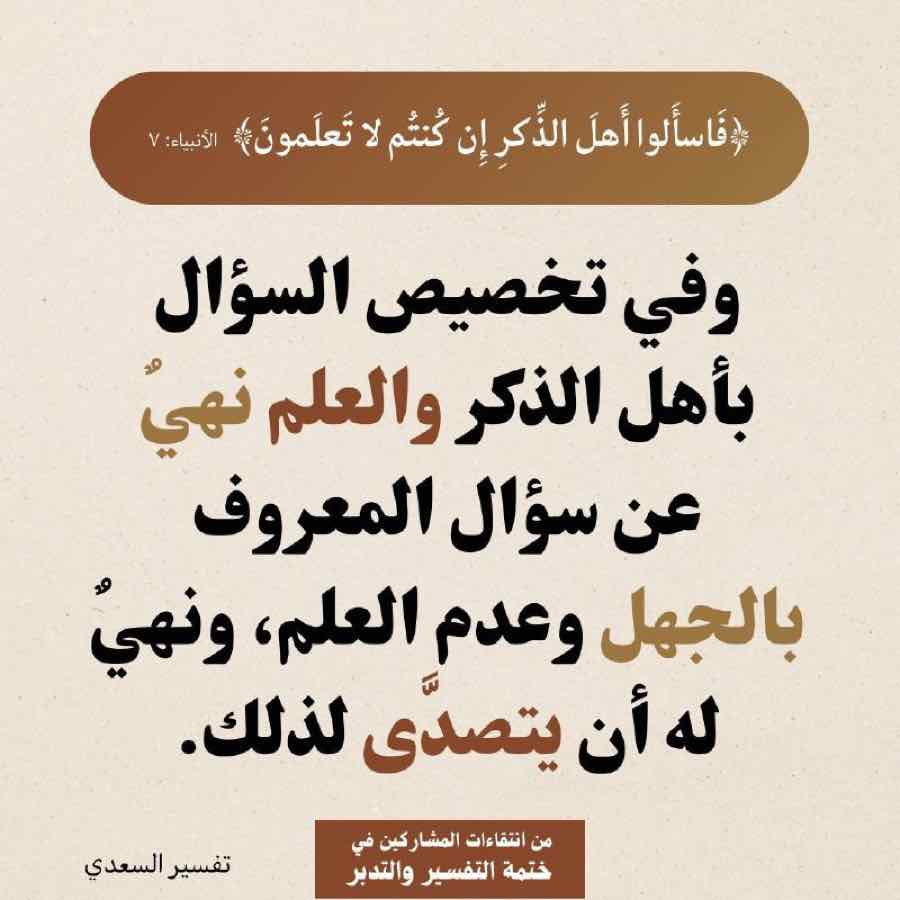 ﴿فَاسأَلوا أَهلَ الذِّكرِ إِن كُنتُم لا تَعلَمونَ﴾ الأنبياء: ٧
وفي تخصيص السؤال
بأهل الذكر والعلم نهيٌ
عن سؤال المعروف
بالجهل وعدم العلم، ونهيٌ
له أن يتصدَّى لذلك.
من انتقاءات المشاركين في
ختمة التفسير والتدبر
تفسير السعدي